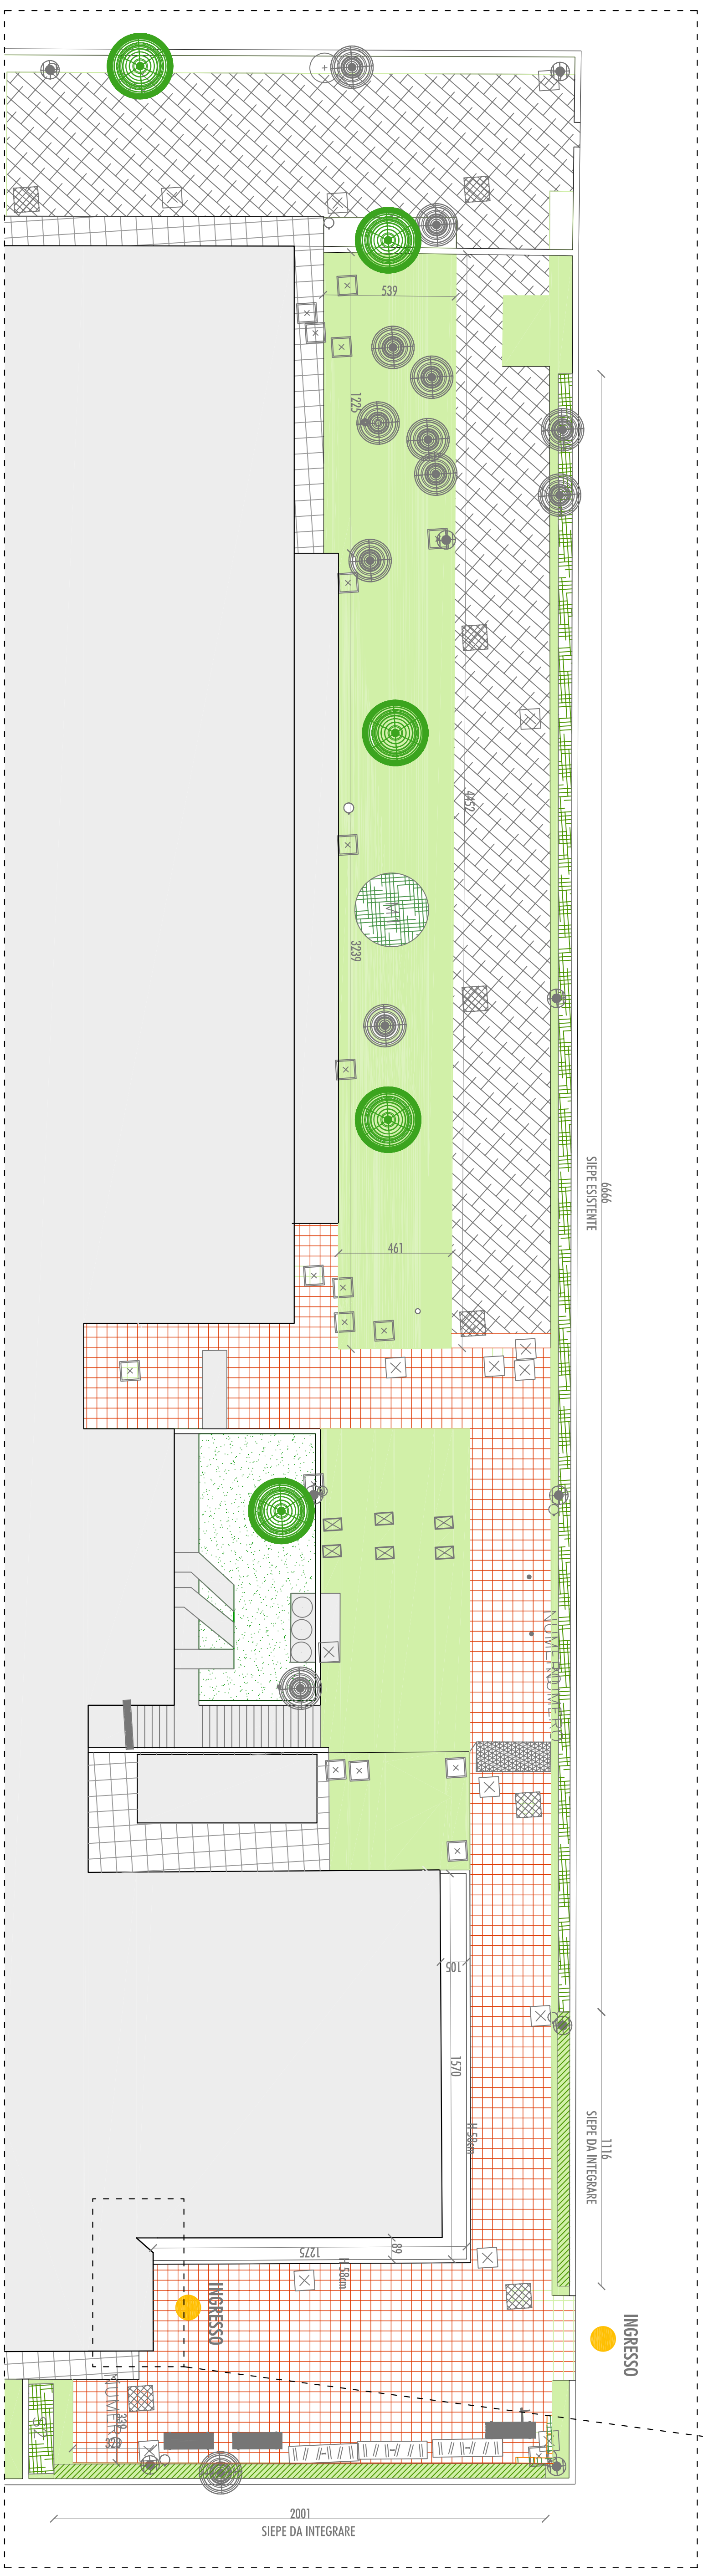 539
1225
4452
3239
6666
SIEPE ESISTENTE
461
105
1570
H 58cm
1116
SIEPE DA INTEGRARE
89
1275
H 58cm
INGRESSO
INGRESSO
2001
SIEPE DA INTEGRARE